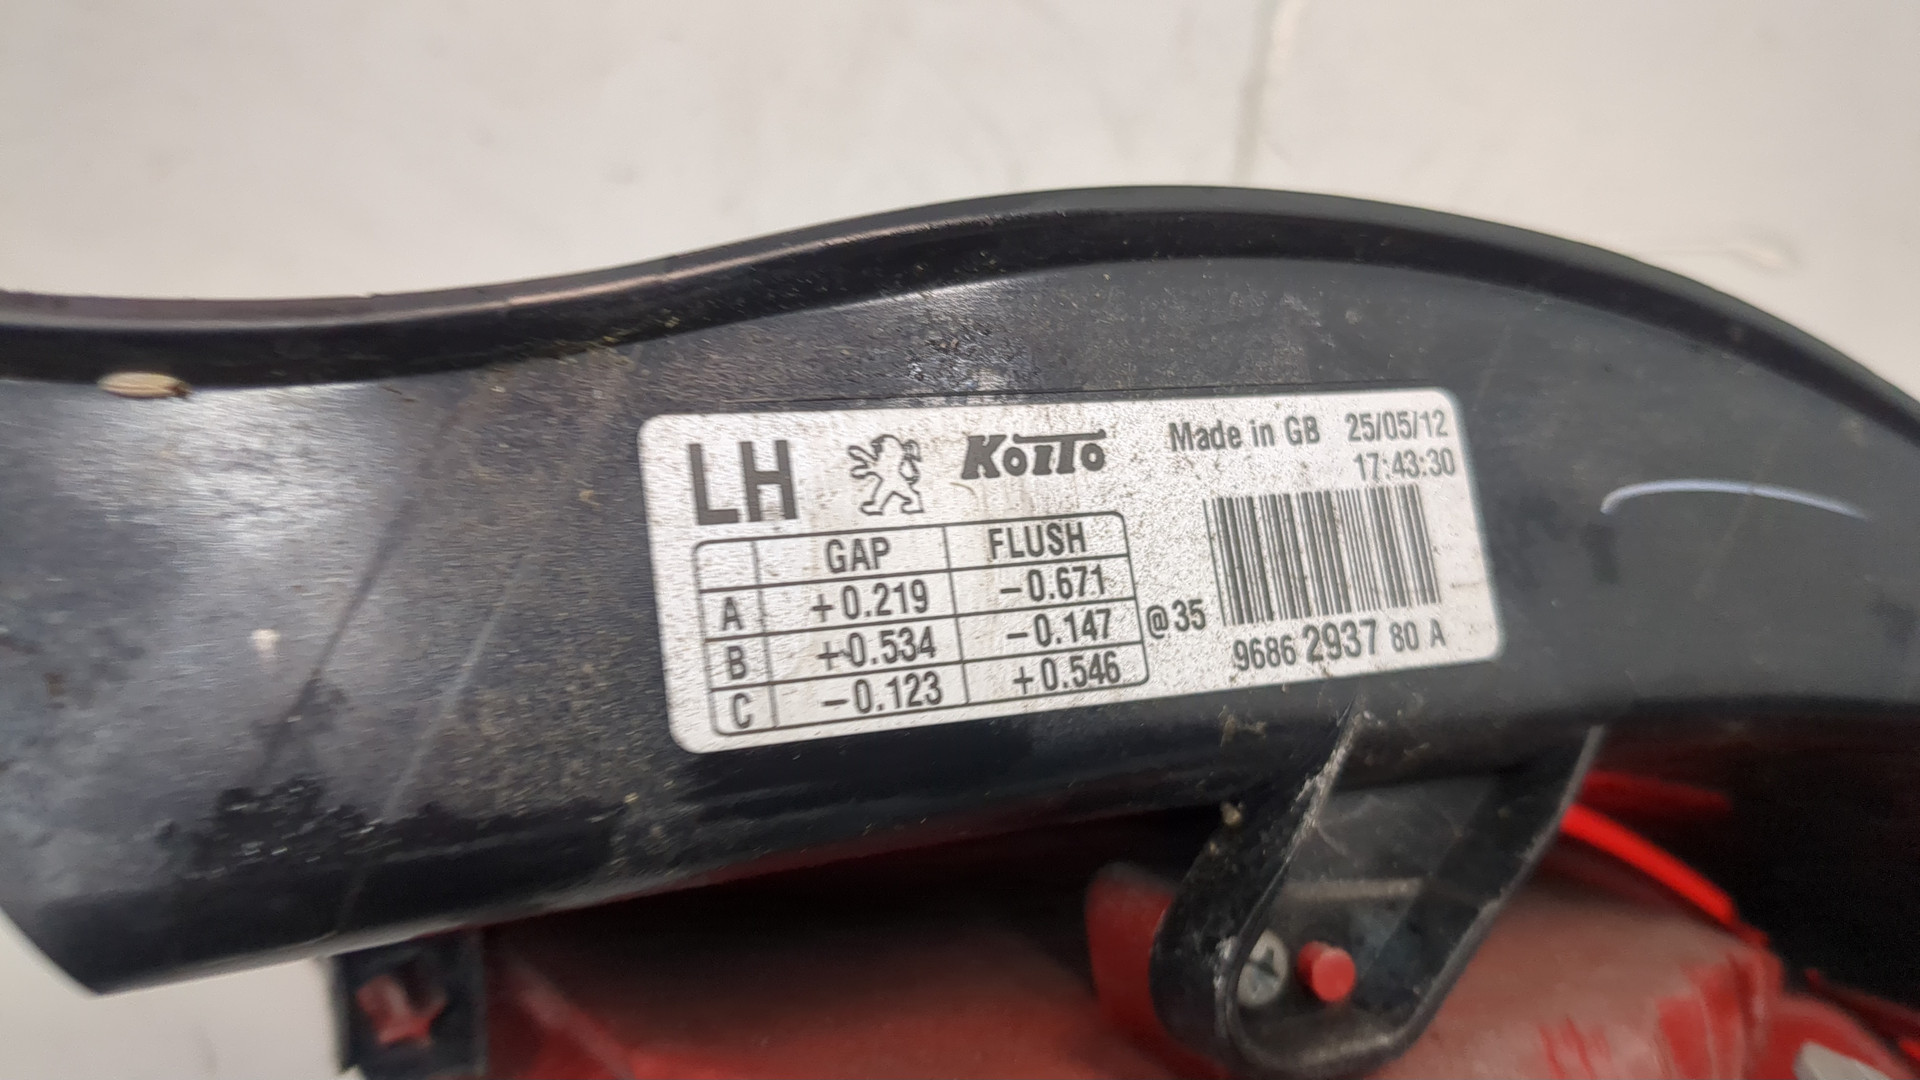 LH KOITO Made in GB 25/05/12
17:43:30
GAP FLUSH
A +0.219 -0.671
B +0.534 -0.147
C -0.123 +0.546
@35
9686 2937 80 A